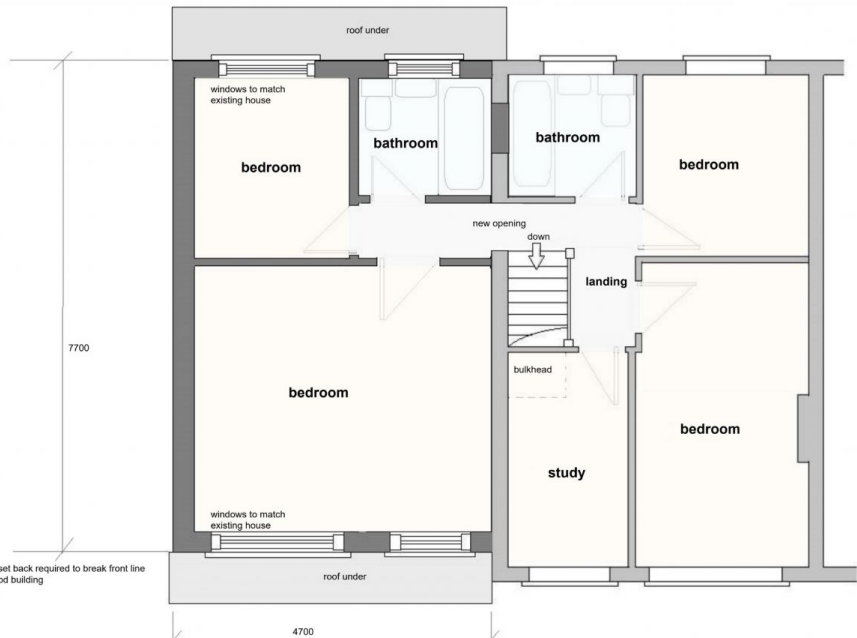 roof under
windows to match
existing house
bathroom
bathroom
bedroom
bedroom
new opening
down
landing
7700
bulkhead
bedroom
bedroom
study
windows to match
existing house
set back required to break front line
od building
roof under
4700